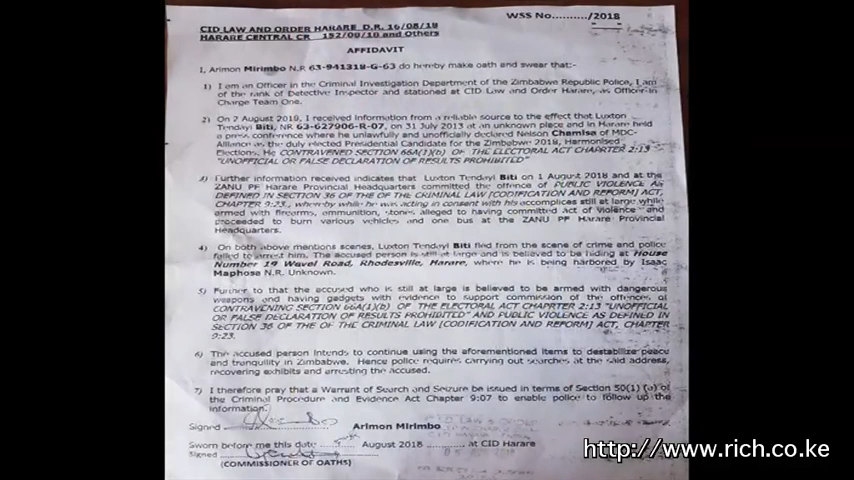 WSS No........../2018
CID LAW AND ORDER HARARE D.R. 16/08/18
HARARE CENTRAL CR 152/08/18 and Others
AFFIDAVIT
I, Arimon Mirimbo N.R 63-941318-G-63 do hereby make oath and swear that:-
1) I am an Officer in the Criminal Investigation Department of the Zimbabwe Republic Police, I am
of the rank of Detective Inspector and stationed at CID Law and Order Harare, as Officer in
Charge Team One.
2) On 2 August 2018, I received information from a reliable source to the effect that Luxton
Tendayi Biti, NR 63-627906-R-07, on 31 July 2013 at an unknown place and in Harare held
a press conference where he unlawfully and unofficially declared Nelson Chamisa of MDC-
Alliance as the duly elected Presidential Candidate for the Zimbabwe 2018, Harmonised
Elections. He CONTRAVENED SECTION 66A(1)(b) OF THE ELECTORAL ACT CHAPRTER 2:13
"UNOFFICIAL OR FALSE DECLARATION OF RESULTS PROHIBITED"
3) Further information received indicates that Luxton Tendayi Biti on 1 August 2018 and at the
ZANU PF Harare Provincial Headquarters committed the offence of PUBLIC VIOLENCE AS
DEFINED IN SECTION 36 OF THE OF THE CRIMINAL LAW [CODIFICATION AND REFORM] ACT,
CHAPTER 9:23, whereby while he was acting in consent with his accomplices still at large while
armed with firearms, ammunition, stones alleged to having committed act of violence and
proceeded to burn various vehicles and one bus at the ZANU PF Harare Provincial
Headquarters.
4) On both above mentions scenes, Luxton Tendayi Biti fled from the scene of crime and police
failed to arrest him. The accused person is still at large and is believed to be hiding at House
Number 19 Wavel Road, Rhodesville, Harare, where he is being harbored by Isaac
Maphosa N.R. Unknown.
5) Further to that the accused who is still at large is believed to be armed with dangerous
weapons and having gadgets with evidence to support commission of the offences of
CONTRAVENING SECTION 66A(1)(b) OF THE ELECTORAL ACT CHAPRTER 2:13 "UNOFFICIAL
OR FALSE DECLARATION OF RESULTS PROHIBITED" AND PUBLIC VIOLENCE AS DEFINED IN
SECTION 36 OF THE OF THE CRIMINAL LAW [CODIFICATION AND REFORM] ACT, CHAPTER
9:23.
6) The accused person intends to continue using the aforementioned items to destabilize peace
and tranquility in Zimbabwe. Hence police requires carrying out searches at the said address,
recovering exhibits and arresting the accused.
7) I therefore pray that a Warrant of Search and Seizure be issued in terms of Section 50(1) (a) of
the Criminal Procedure and Evidence Act Chapter 9:07 to enable police to follow up the
information.
Signed Arimon Mirimbo
Sworn before me this date August 2018 ........ at CID Harare
Signed
(COMMISSIONER OF OATHS)
http://www.rich.co.ke